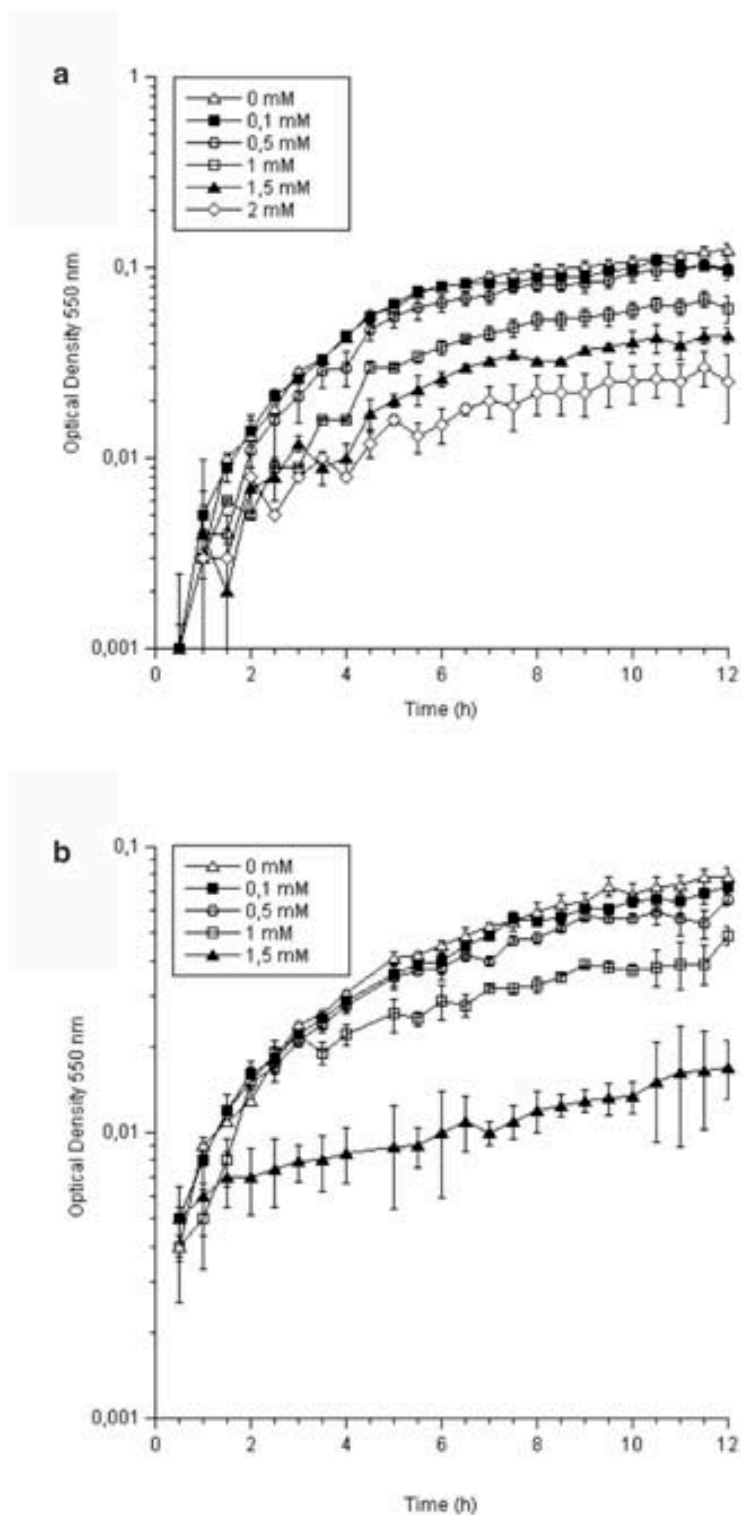 a
1
0 mM
0,1 mM
0,5 mM
1 mM
1,5 mM
2 mM
0,1
0,01
0,001
Optical Density 550 nm
0 2 4 6 8 10 12
Time (h)
b
0,1
0 mM
0,1 mM
0,5 mM
1 mM
1,5 mM
0,01
0,001
Optical Density 550 nm
0 2 4 6 8 10 12
Time (h)